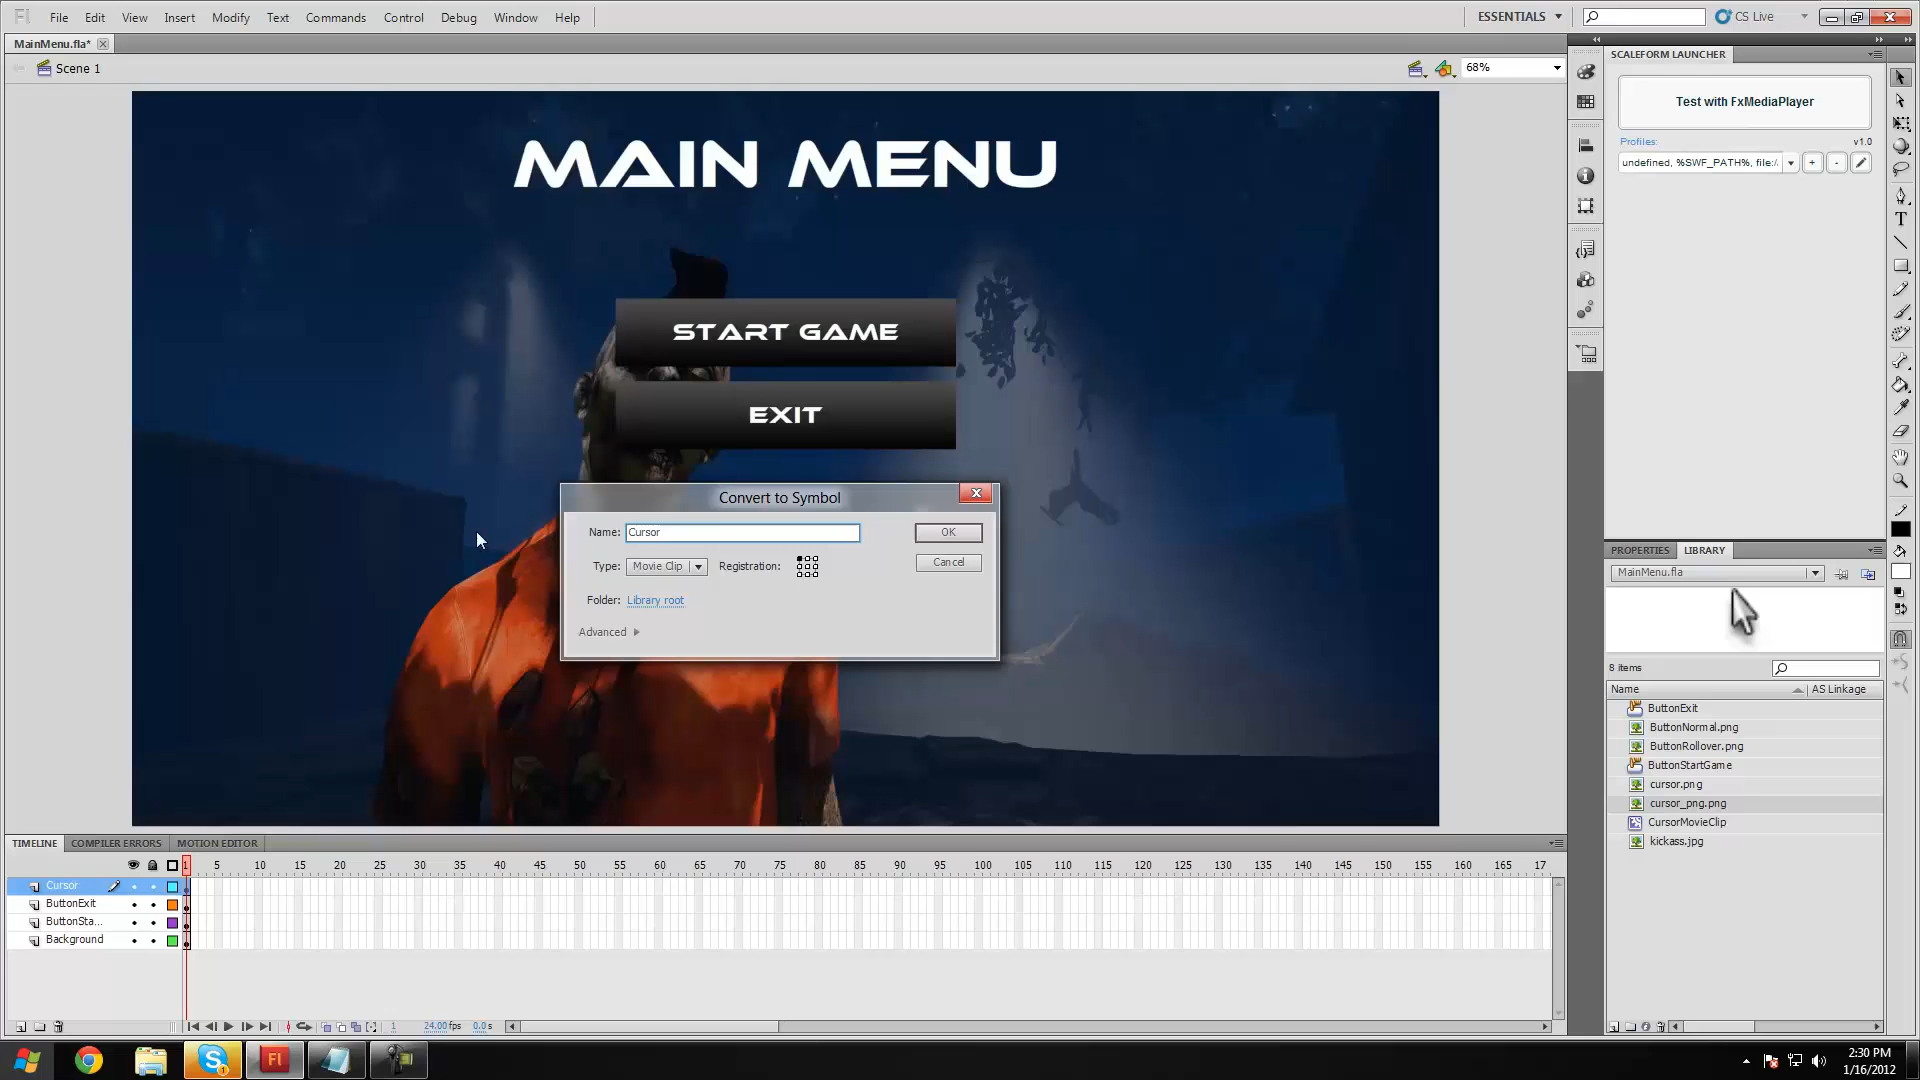 Fl File Edit View Insert Modify Text Commands Control Debug Window Help ESSENTIALS CS Live
MainMenu.fla*
Scene 1 68%
SCALEFORM LAUNCHER
Test with FxMediaPlayer
Profiles: v1.0
undefined, %SWF_PATH%, file:/ + -
MAIN MENU
START GAME
EXIT
Convert to Symbol
Name: Cursor OK
Type: Movie Clip Registration: Cancel
Folder: Library root
Advanced
PROPERTIES LIBRARY
MainMenu.fla
8 items
Name AS Linkage
ButtonExit
ButtonNormal.png
ButtonRollover.png
ButtonStartGame
cursor.png
cursor_png.png
CursorMovieClip
kickass.jpg
TIMELINE COMPILER ERRORS MOTION EDITOR
1 5 10 15 20 25 30 35 40 45 50 55 60 65 70 75 80 85 90 95 100 105 110 115 120 125 130 135 140 145 150 155 160 165 17
Cursor
ButtonExit
ButtonSta...
Background
1 24.00fps 0.0s
Fl
2:30 PM
1/16/2012